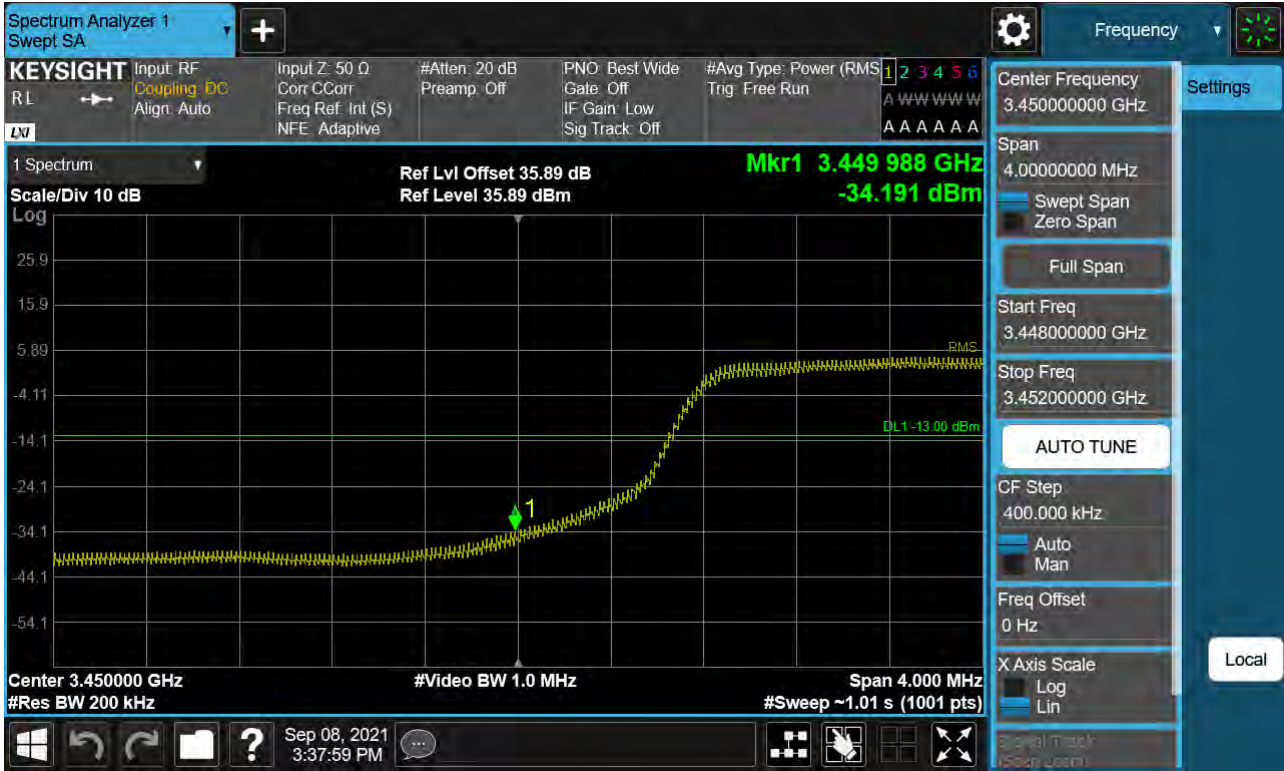 Spectrum Analyzer 1
Swept SA
+
Frequency
KEYSIGHT
RL
LXI
Input: RF
Coupling: DC
Align: Auto
Input Z: 50 Ω
Corr CCorr
Freq Ref: Int (S)
NFE: Adaptive
#Atten: 20 dB
Preamp: Off
PNO: Best Wide
Gate: Off
IF Gain: Low
Sig Track: Off
#Avg Type: Power (RMS
Trig: Free Run
1 2 3 4 5 6
A W W W W W
A A A A A A
1 Spectrum
Scale/Div 10 dB
Ref Lvl Offset 35.89 dB
Ref Level 35.89 dBm
Mkr1 3.449 988 GHz
-34.191 dBm
Log
25.9
15.9
5.89
-4.11
-14.1
-24.1
-34.1
-44.1
-54.1
RMS
DL1 -13.00 dBm
1
Center 3.450000 GHz
#Res BW 200 kHz
#Video BW 1.0 MHz
Span 4.000 MHz
#Sweep ~1.01 s (1001 pts)
Center Frequency
3.450000000 GHz
Span
4.00000000 MHz
Swept Span
Zero Span
Full Span
Start Freq
3.448000000 GHz
Stop Freq
3.452000000 GHz
AUTO TUNE
CF Step
400.000 kHz
Auto
Man
Freq Offset
0 Hz
X Axis Scale
Log
Lin
Signal Track
(Span Zoom)
Settings
Local
?
Sep 08, 2021
3:37:59 PM